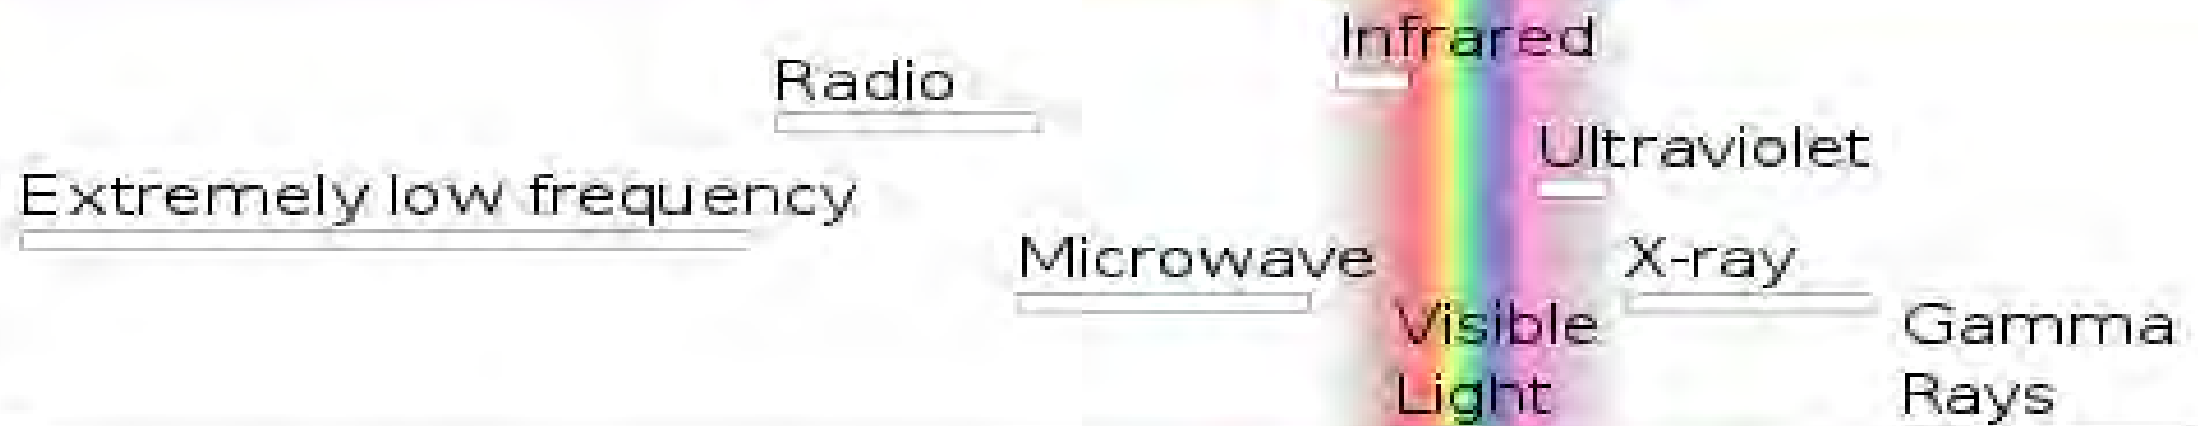 Infrared
Radio
Ultraviolet
Extremely low frequency
Microwave
X-ray
Visible
Light
Gamma
Rays